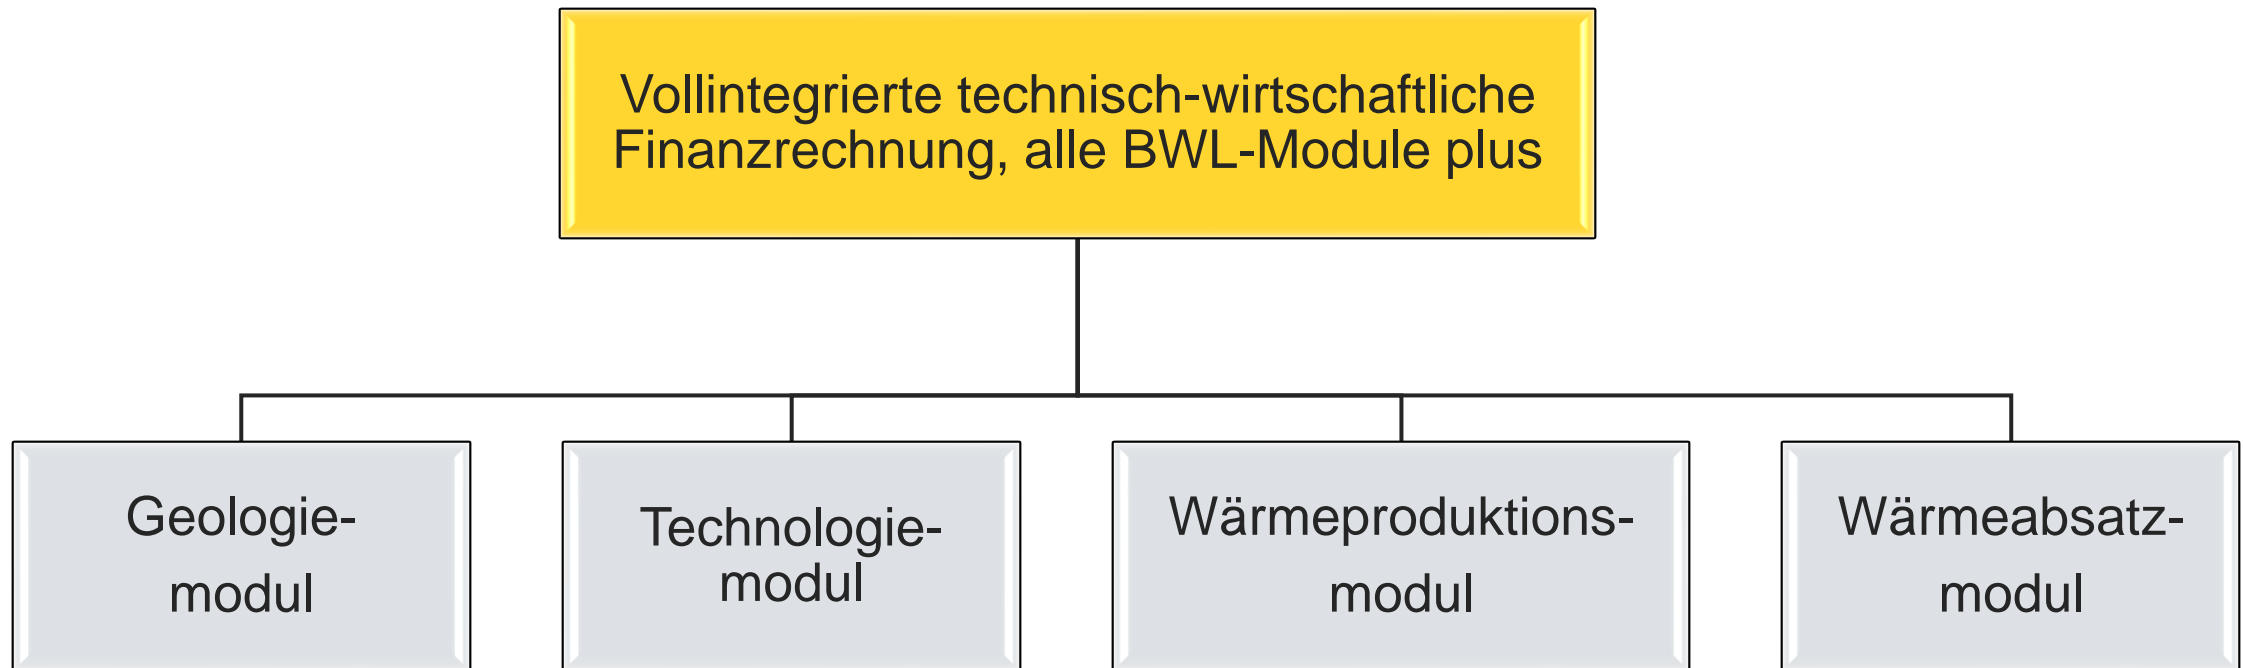 Vollintegrierte technisch-wirtschaftliche
Finanzrechnung, alle BWL-Module plus
Geologie-
modul
Technologie-
modul
Wärmeproduktions-
modul
Wärmeabsatz-
modul